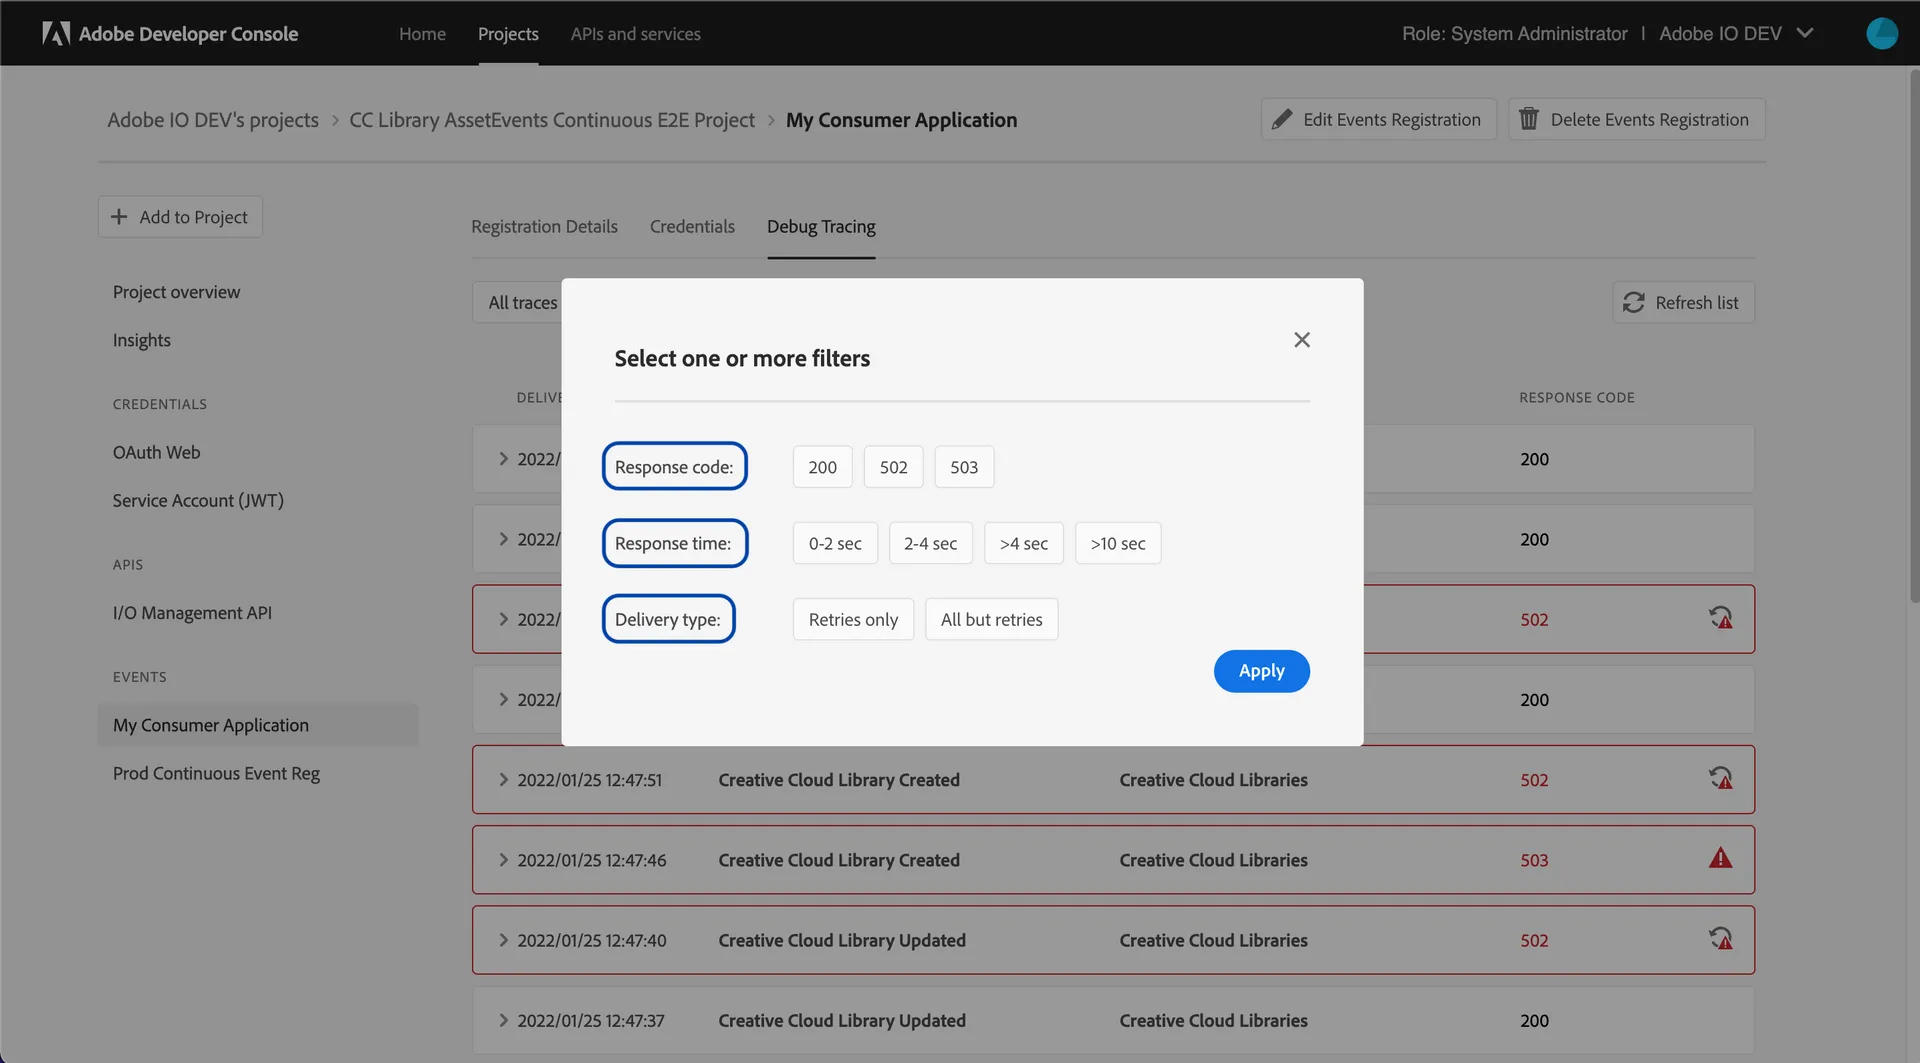 Adobe Developer Console Home Projects APIs and services Role: System Administrator | Adobe IO DEV
Adobe IO DEV's projects > CC Library AssetEvents Continuous E2E Project > My Consumer Application Edit Events Registration Delete Events Registration
+ Add to Project
Registration Details Credentials Debug Tracing
Project overview
All traces Refresh list
Insights
Select one or more filters
CREDENTIALS
DELIVE RESPONSE CODE
OAuth Web
> 2022/ 200
Response code: 200 502 503
Service Account (JWT)
> 2022/ 200
Response time: 0-2 sec 2-4 sec >4 sec >10 sec
APIS
I/O Management API
> 2022/ 502
Delivery type: Retries only All but retries
Apply
EVENTS
> 2022/ 200
My Consumer Application
Prod Continuous Event Reg
> 2022/01/25 12:47:51 Creative Cloud Library Created Creative Cloud Libraries 502
> 2022/01/25 12:47:46 Creative Cloud Library Created Creative Cloud Libraries 503
> 2022/01/25 12:47:40 Creative Cloud Library Updated Creative Cloud Libraries 502
> 2022/01/25 12:47:37 Creative Cloud Library Updated Creative Cloud Libraries 200